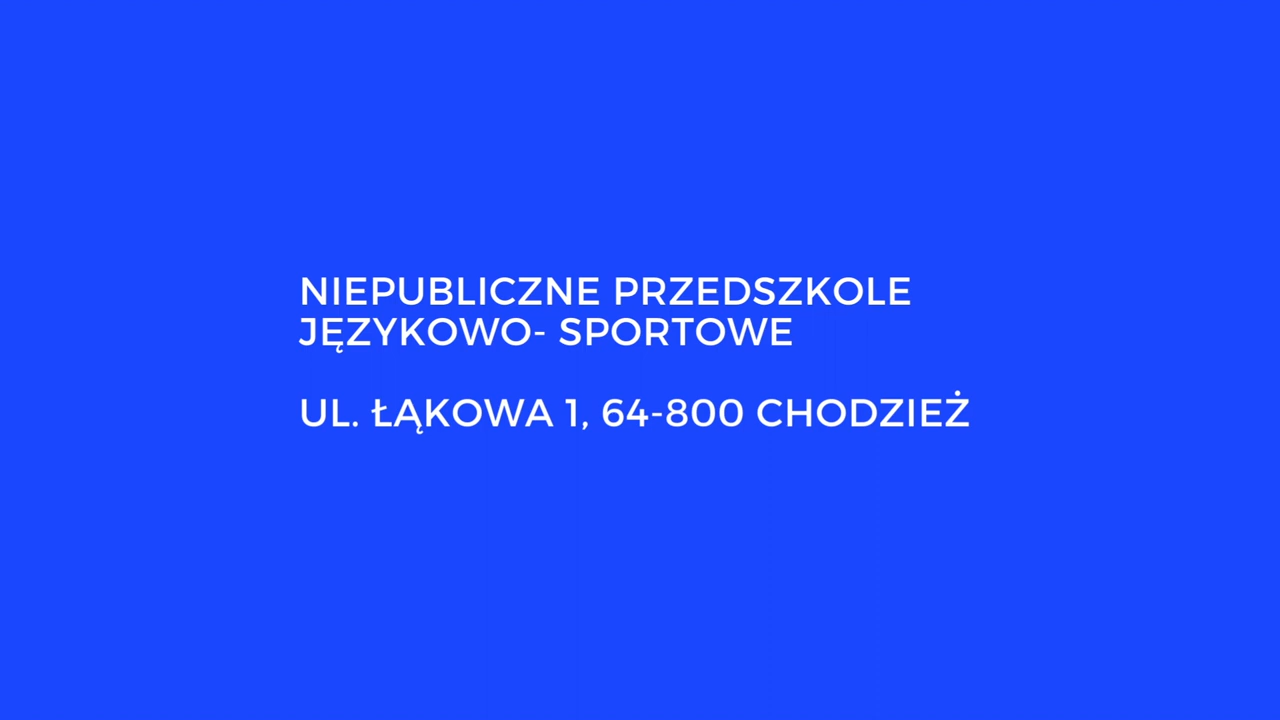 NIEPUBLICZNE PRZEDSZKOLE
JĘZYKOWO- SPORTOWE
UL. ŁĄKOWA 1, 64-800 CHODZIEŻ